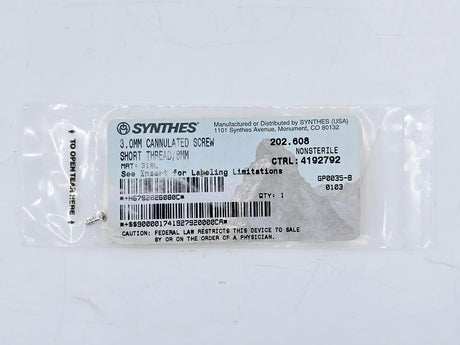 SYNTHES®
Manufactured or Distributed by SYNTHES (USA)
1101 Synthes Avenue, Monument, CO 80132
3.0MM CANNULATED SCREW
SHORT THREAD/8MM
MAT: 316L
202.608
NONSTERILE
CTRL: 4192792
See Insert for Labeling Limitations
GP0035-B
0103
QTY: 1
CAUTION: FEDERAL LAW RESTRICTS THIS DEVICE TO SALE
BY OR ON THE ORDER OF A PHYSICIAN.
TO OPEN TEAR HERE